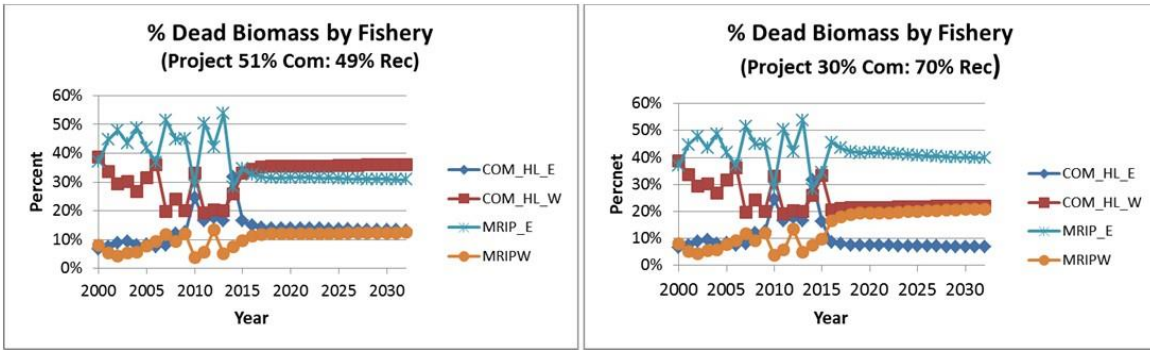 % Dead Biomass by Fishery
(Project 51% Com: 49% Rec)
60%
50%
40%
30%
20%
10%
0%
Percent
2000 2005 2010 2015 2020 2025 2030
Year
COM_HL_E
COM_HL_W
MRIP_E
MRIPW
% Dead Biomass by Fishery
(Project 30% Com: 70% Rec)
60%
50%
40%
30%
20%
10%
0%
Percnet
2000 2005 2010 2015 2020 2025 2030
Year
COM_HL_E
COM_HL_W
MRIP_E
MRIPW